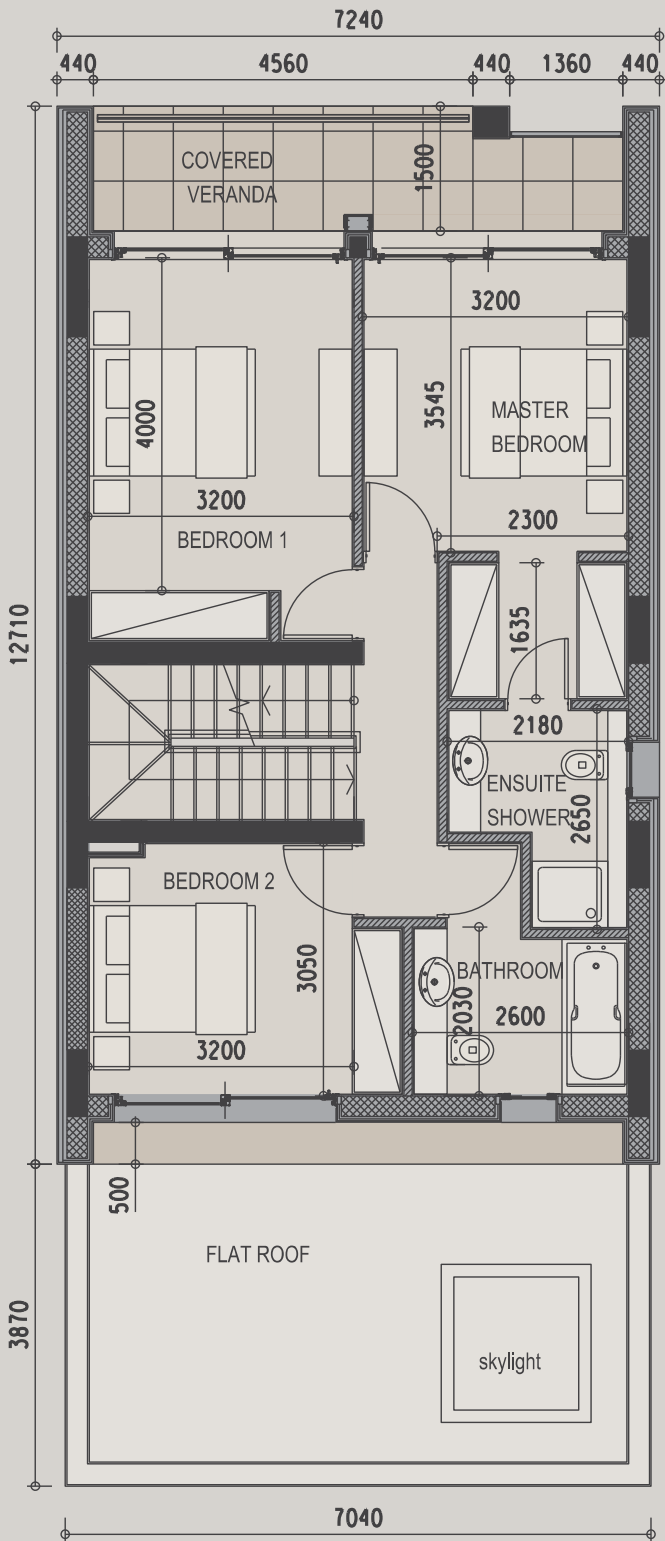 7240
440 4560 440 1360 440
COVERED
VERANDA
1500
3200
4000
3545
MASTER
BEDROOM
3200
2300
BEDROOM 1
12710
1635
2180
ENSUITE
SHOWER
2650
BEDROOM 2
3050
BATHROOM
2030
2600
3200
500
FLAT ROOF
3870
skylight
7040